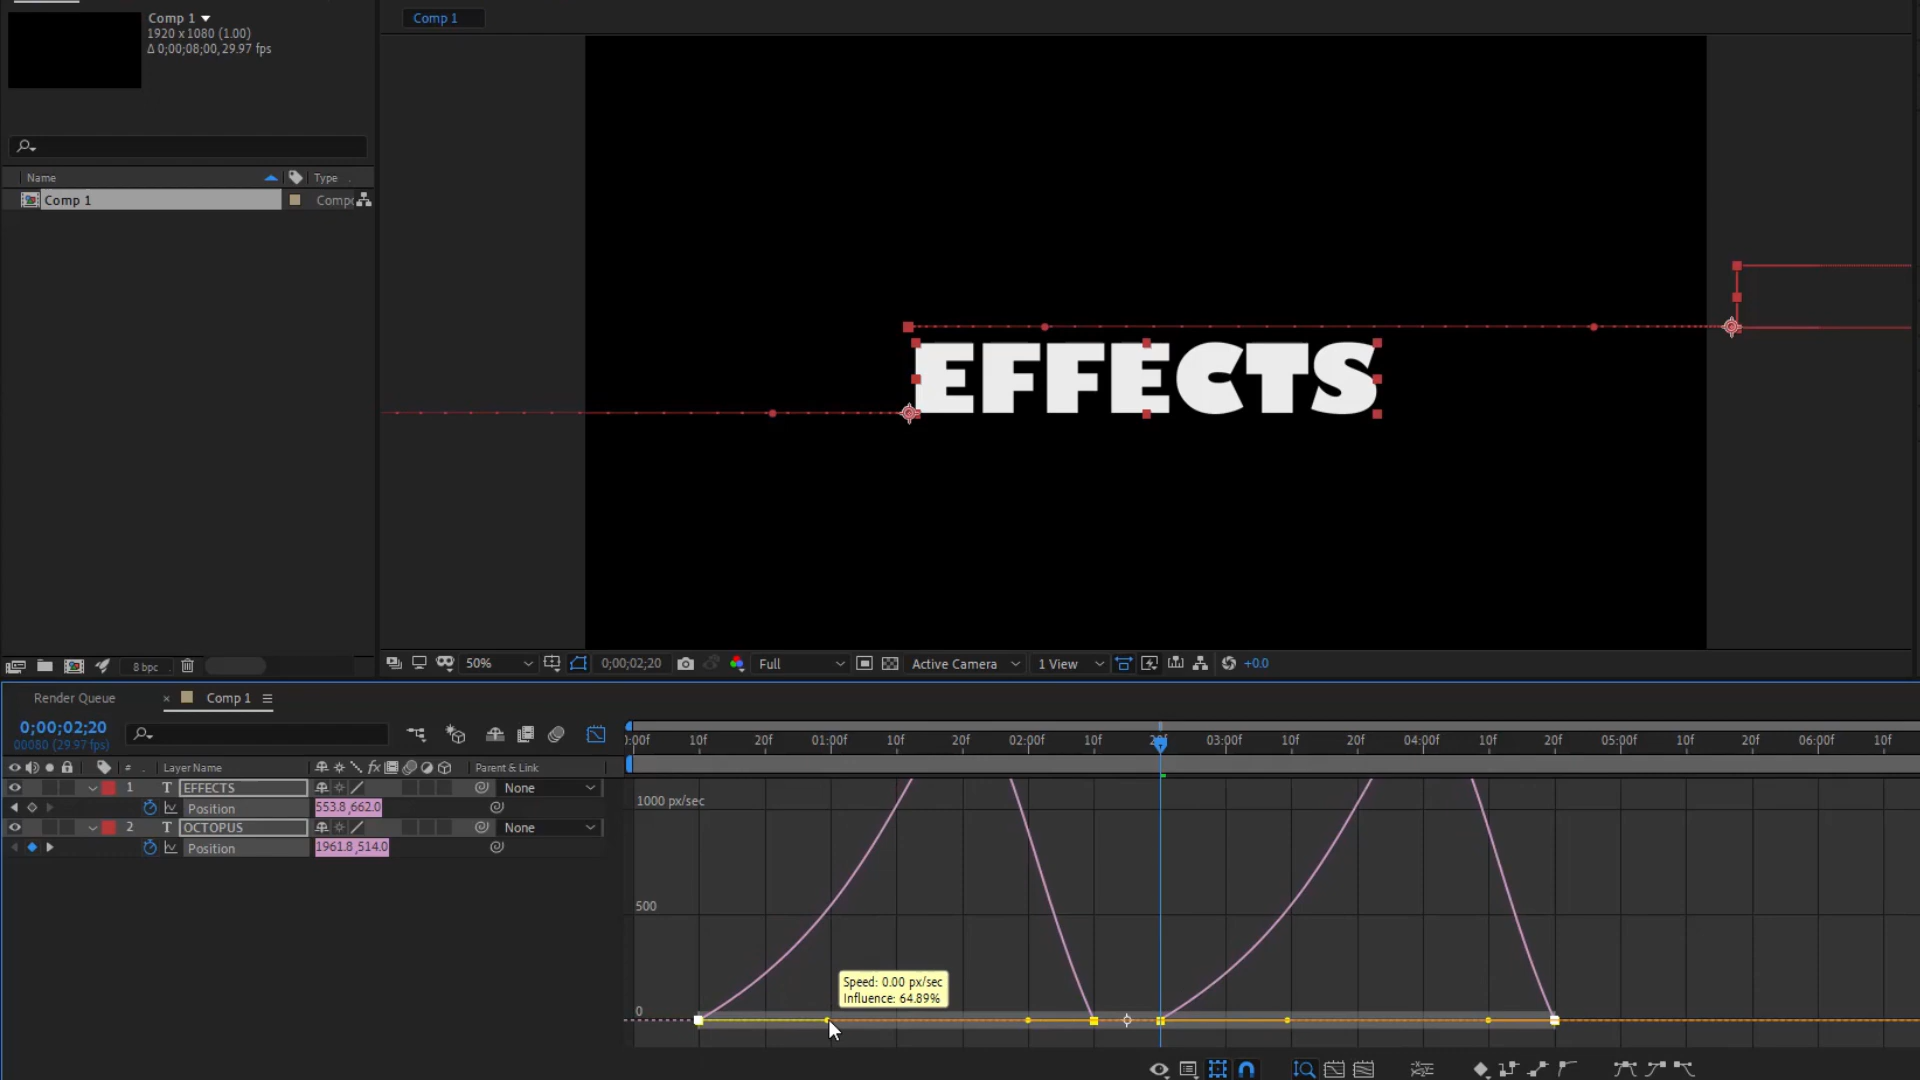 Comp 1
1920 x 1080 (1.00)
Δ 0;00;08;00, 29.97 fps
Comp 1
Name
Type
Comp 1
EFFECTS
8 bpc
50%
0;00;02;20
Full
Active Camera
1 View
+0.0
Render Queue
× Comp 1
0;00;02;20
00080 (29.97 fps)
10f 20f 01:00f 10f 20f 02:00f 10f 03:00f 10f 20f 04:00f 10f 20f 05:00f 10f 20f 06:00f 10f
# Layer Name fx Parent & Link
1 T EFFECTS None
Position 553.8,662.0
2 T OCTOPUS None
Position 1961.8,514.0
1000 px/sec
500
0
Speed: 0.00 px/sec
Influence: 64.89%